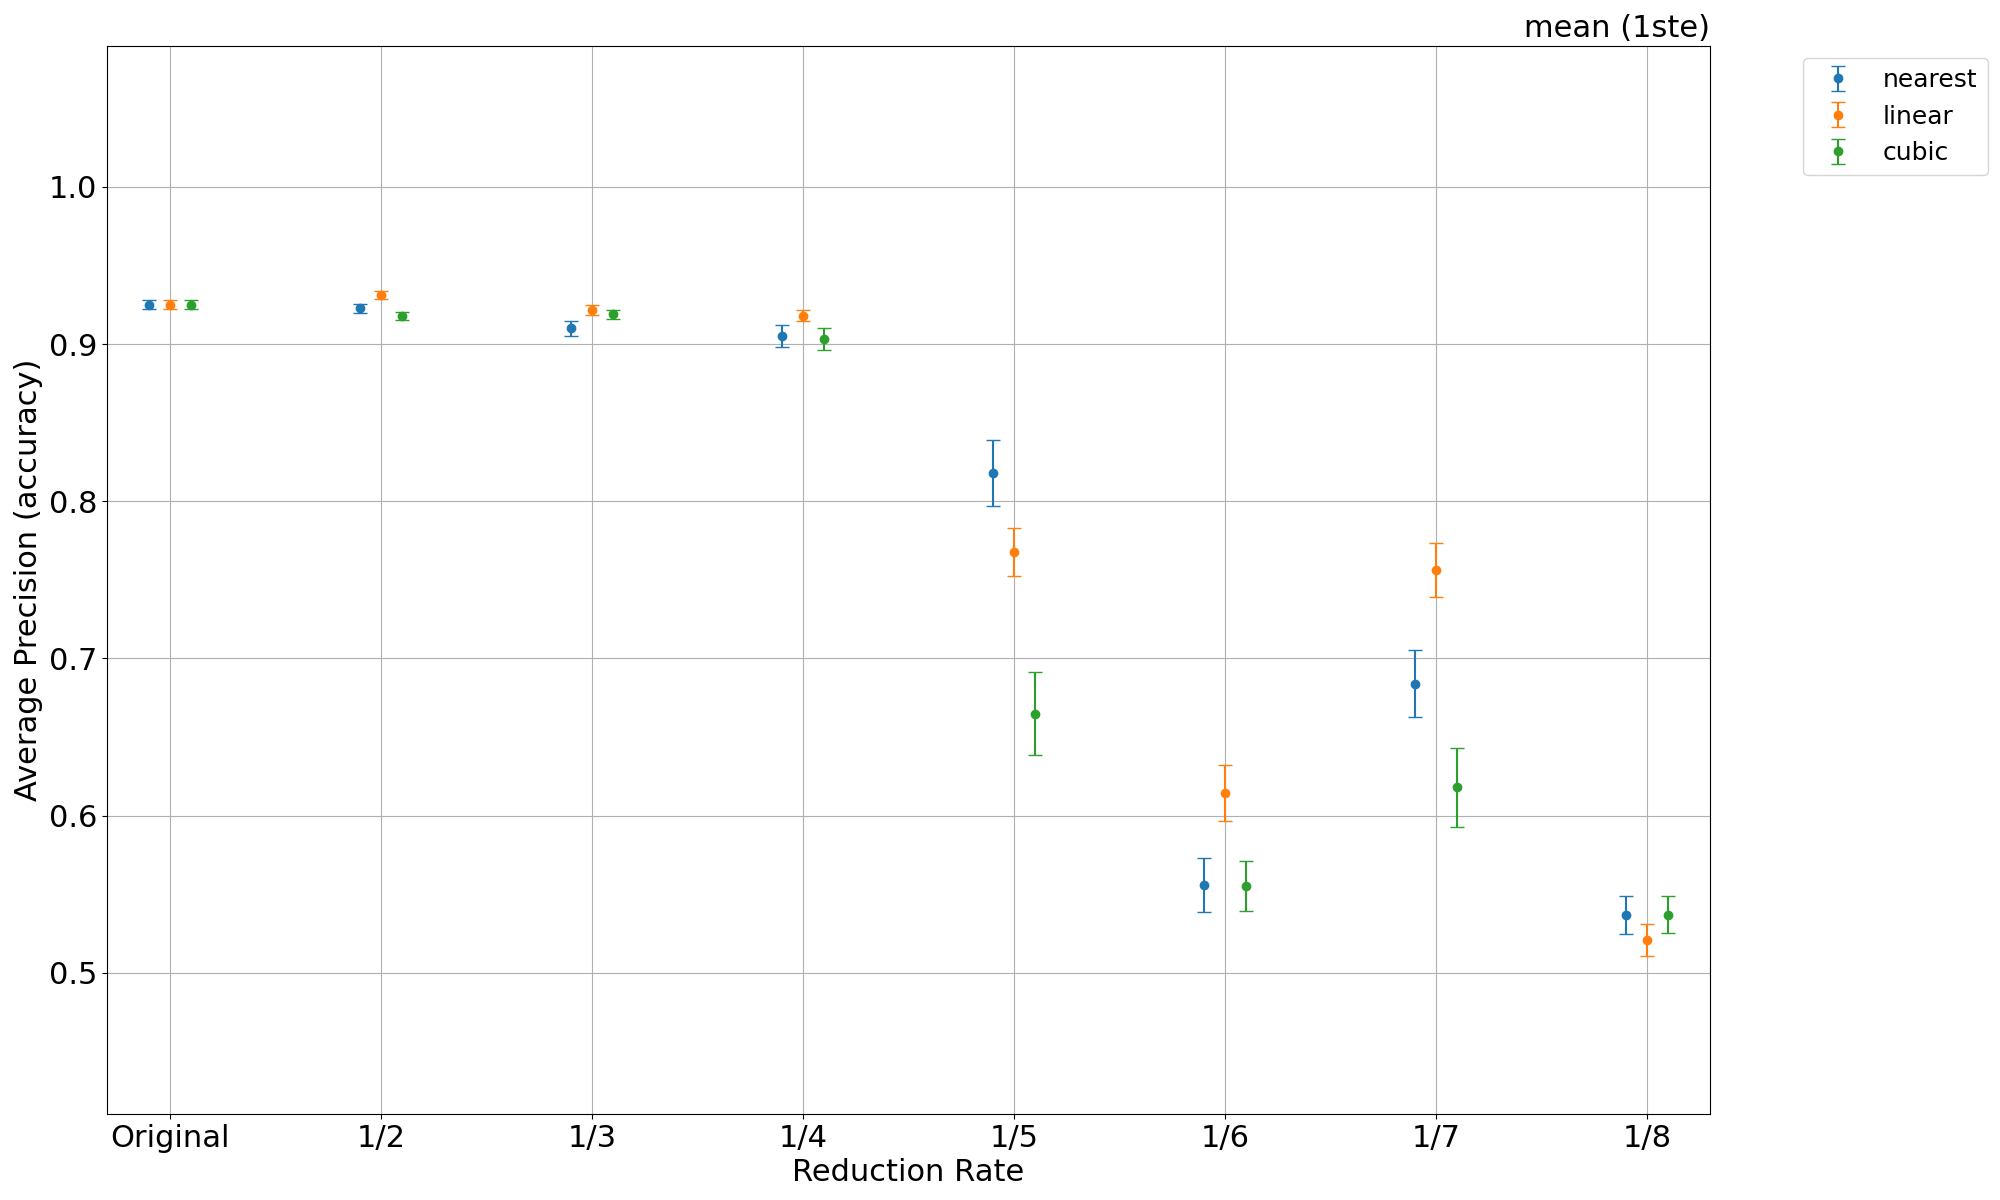 mean (1ste)
nearest
linear
cubic
1.0
0.9
0.8
0.7
0.6
0.5
Average Precision (accuracy)
Original 1/2 1/3 1/4 1/5 1/6 1/7 1/8
Reduction Rate